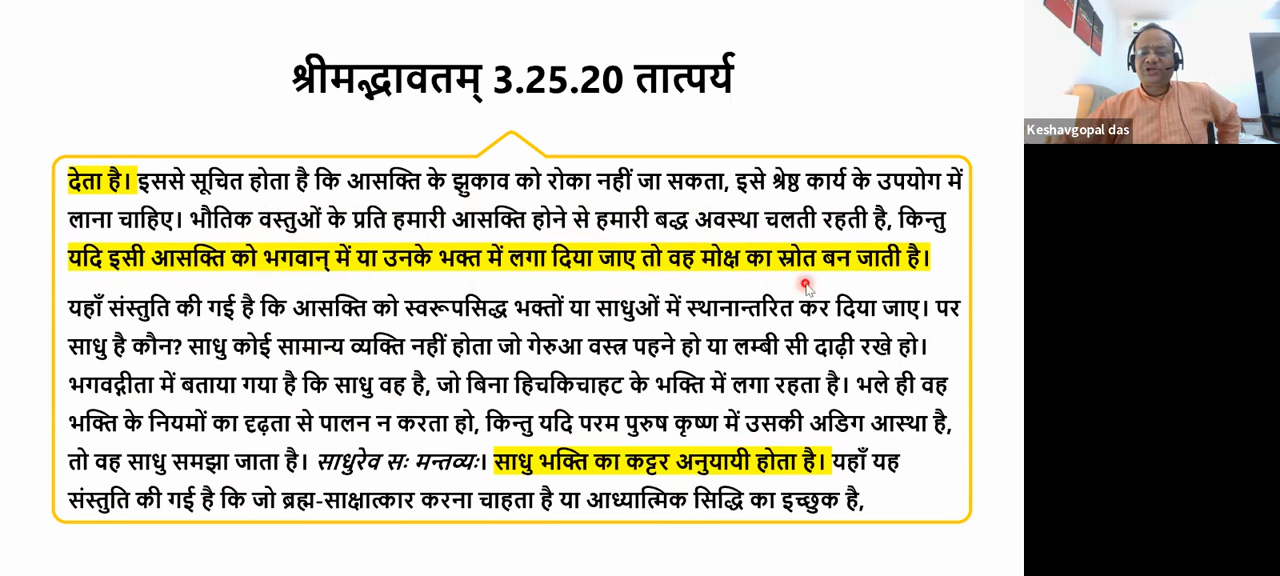 श्रीमद्भावतम् 3.25.20 तात्पर्य
Keshavgopal das
देता है। इससे सूचित होता है कि आसक्ति के झुकाव को रोका नहीं जा सकता, इसे श्रेष्ठ कार्य के उपयोग में
लाना चाहिए। भौतिक वस्तुओं के प्रति हमारी आसक्ति होने से हमारी बद्ध अवस्था चलती रहती है, किन्तु
यदि इसी आसक्ति को भगवान् में या उनके भक्त में लगा दिया जाए तो वह मोक्ष का स्रोत बन जाती है।
यहाँ संस्तुति की गई है कि आसक्ति को स्वरूपसिद्ध भक्तों या साधुओं में स्थानान्तरित कर दिया जाए। पर
साधु है कौन? साधु कोई सामान्य व्यक्ति नहीं होता जो गेरुआ वस्त्र पहने हो या लम्बी सी दाढ़ी रखे हो।
भगवद्गीता में बताया गया है कि साधु वह है, जो बिना हिचकिचाहट के भक्ति में लगा रहता है। भले ही वह
भक्ति के नियमों का दृढ़ता से पालन न करता हो, किन्तु यदि परम पुरुष कृष्ण में उसकी अडिग आस्था है,
तो वह साधु समझा जाता है। साधुरेव सः मन्तव्यः। साधु भक्ति का कट्टर अनुयायी होता है। यहाँ यह
संस्तुति की गई है कि जो ब्रह्म-साक्षात्कार करना चाहता है या आध्यात्मिक सिद्धि का इच्छुक है,